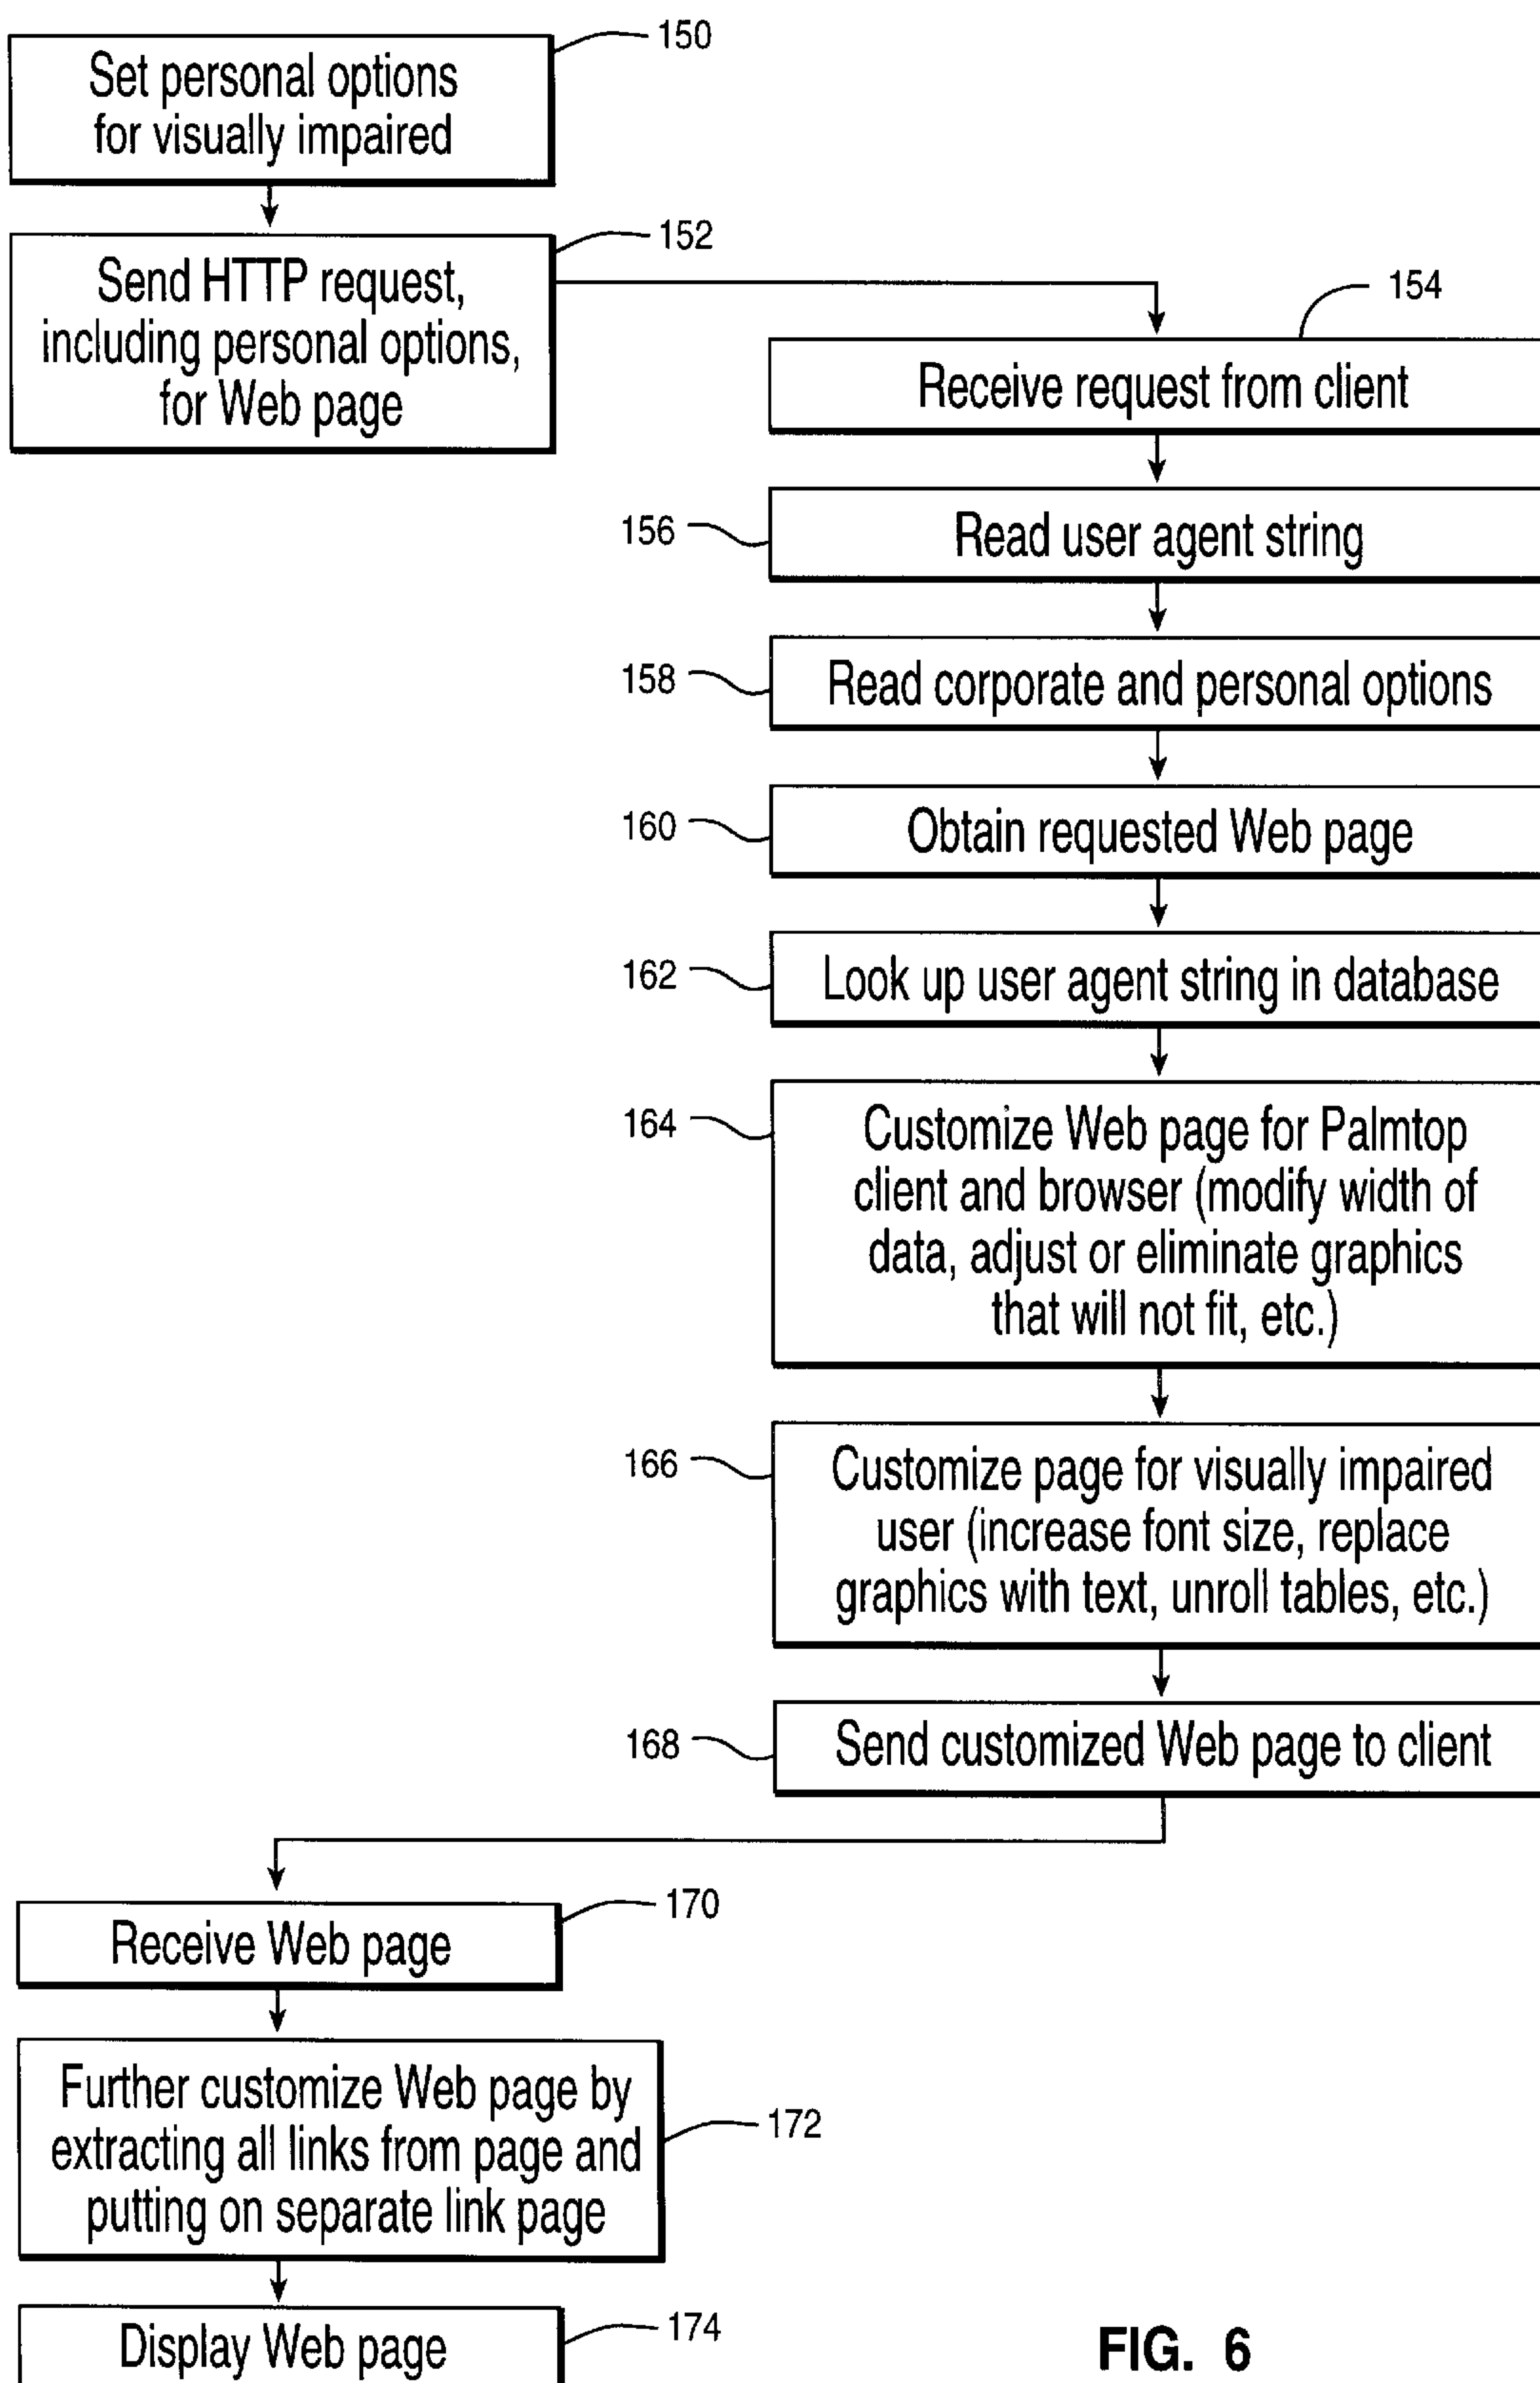 150
Set personal options
for visually impaired
152
Send HTTP request,
including personal options,
for Web page
154
Receive request from client
156
Read user agent string
158
Read corporate and personal options
160
Obtain requested Web page
162
Look up user agent string in database
164
Customize Web page for Palmtop
client and browser (modify width of
data, adjust or eliminate graphics
that will not fit, etc.)
166
Customize page for visually impaired
user (increase font size, replace
graphics with text, unroll tables, etc.)
168
Send customized Web page to client
170
Receive Web page
Further customize Web page by
extracting all links from page and
putting on separate link page
172
174
Display Web page
FIG. 6